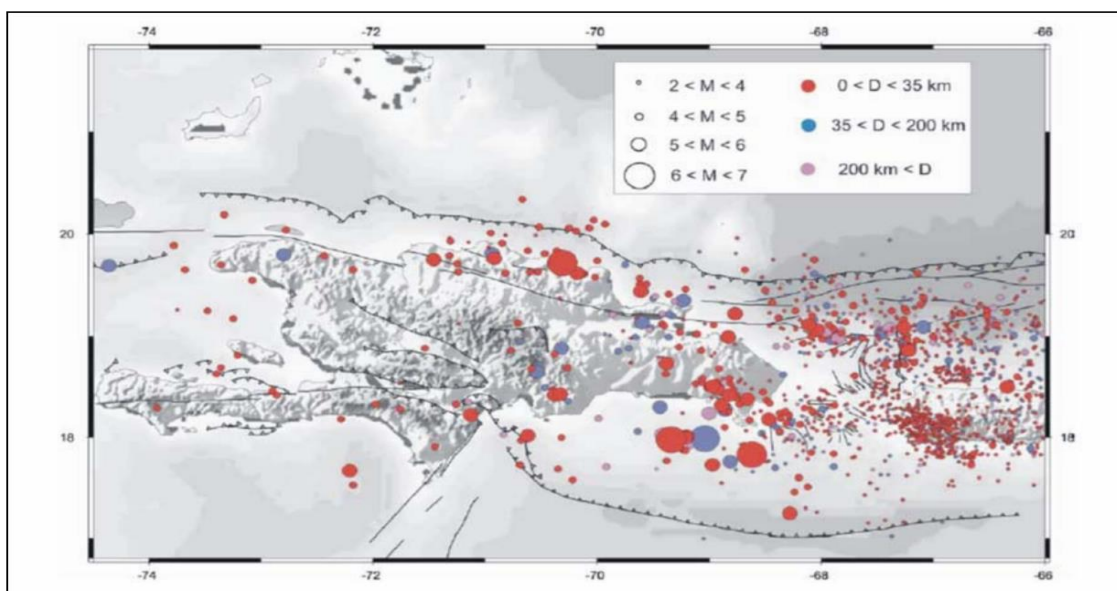 -74 -72 -70 -68 -66
2 < M < 4 0 < D < 35 km
4 < M < 5 35 < D < 200 km
5 < M < 6 200 km < D
6 < M < 7
20 20
18 18
-74 -72 -70 -68 -66